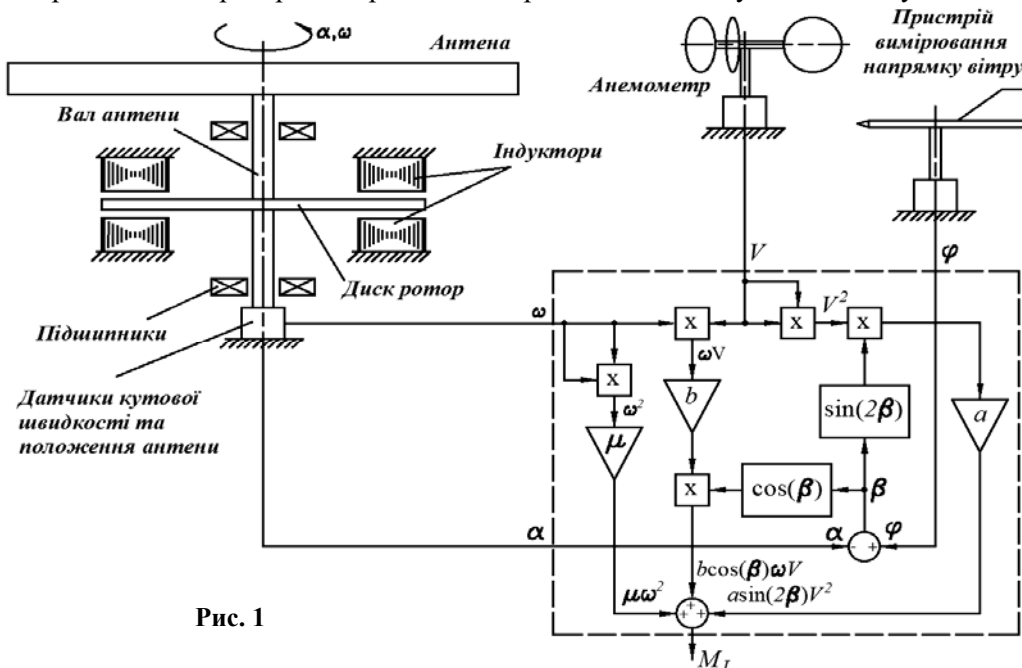 α, ω
Антена
Пристрій
вимірювання
напрямку вітру
Анемометр
Вал антени
Індуктори
Диск ротор
Підшипники
Датчики кутової
швидкості та
положення антени
V
φ
ω
x
x
V²
x
ωV
x
ω²
b
sin(2β)
a
μ
x
cos(β)
β
α
- +
φ
bcos(β)ωV
μω²
asin(2β)V²
+ + +
Рис. 1